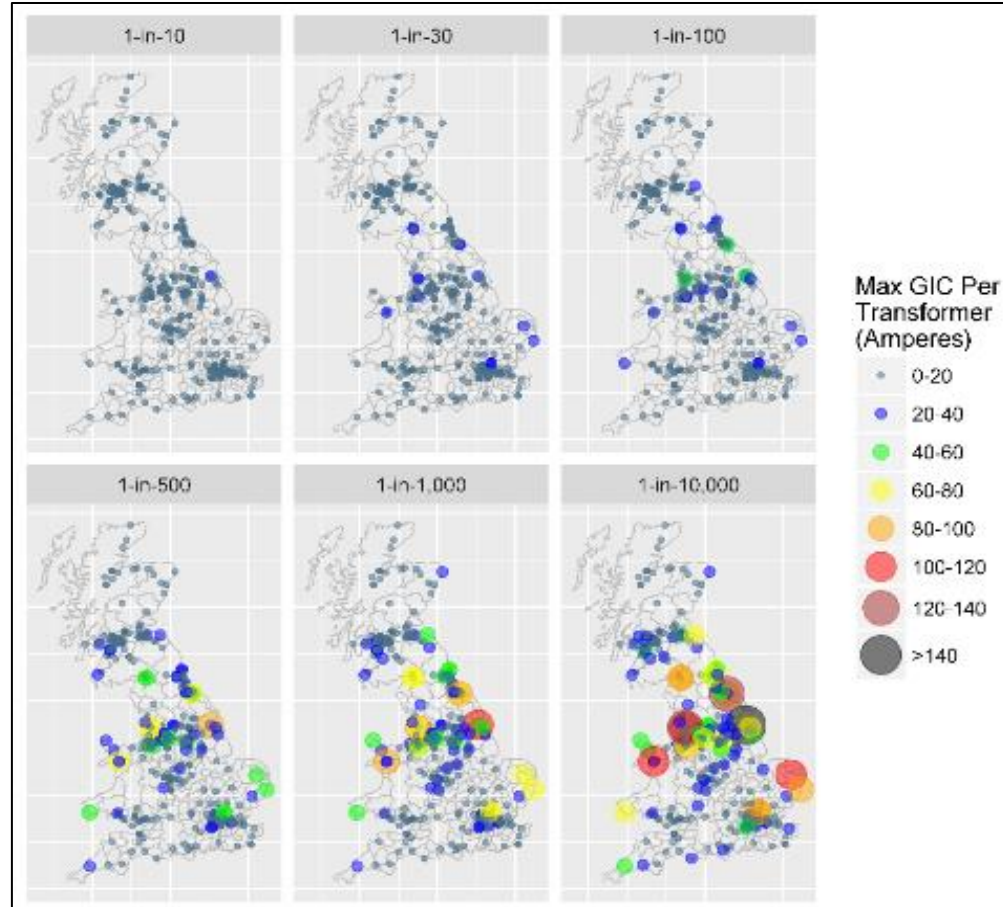 1-in-10
1-in-30
1-in-100
1-in-500
1-in-1,000
1-in-10,000
Max GIC Per
Transformer
(Amperes)
0-20
20-40
40-60
60-80
80-100
100-120
120-140
>140